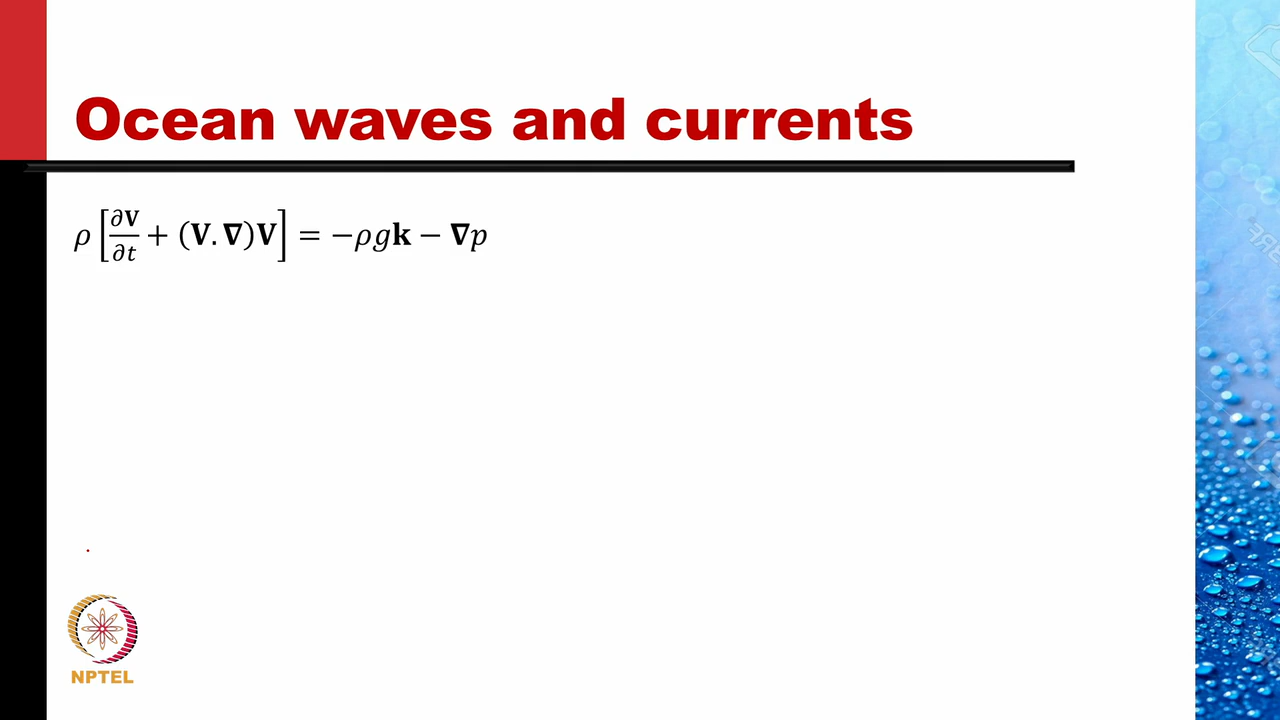 Ocean waves and currents
ρ[∂𝐕/∂t + (𝐕.𝛁)𝐕] = −ρg𝐤 − 𝛁p
NPTEL